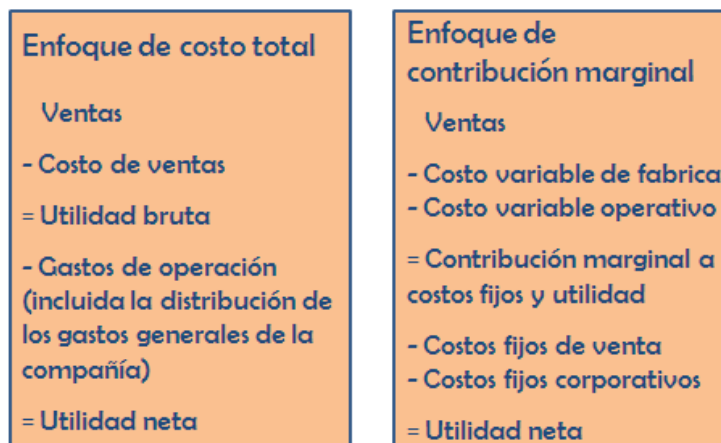 Enfoque de costo total
Ventas
- Costo de ventas
= Utilidad bruta
- Gastos de operación
(incluida la distribución de
los gastos generales de la
compañía)
= Utilidad neta
Enfoque de
contribución marginal
Ventas
- Costo variable de fabrica
- Costo variable operativo
= Contribución marginal a
costos fijos y utilidad
- Costos fijos de venta
- Costos fijos corporativos
= Utilidad neta